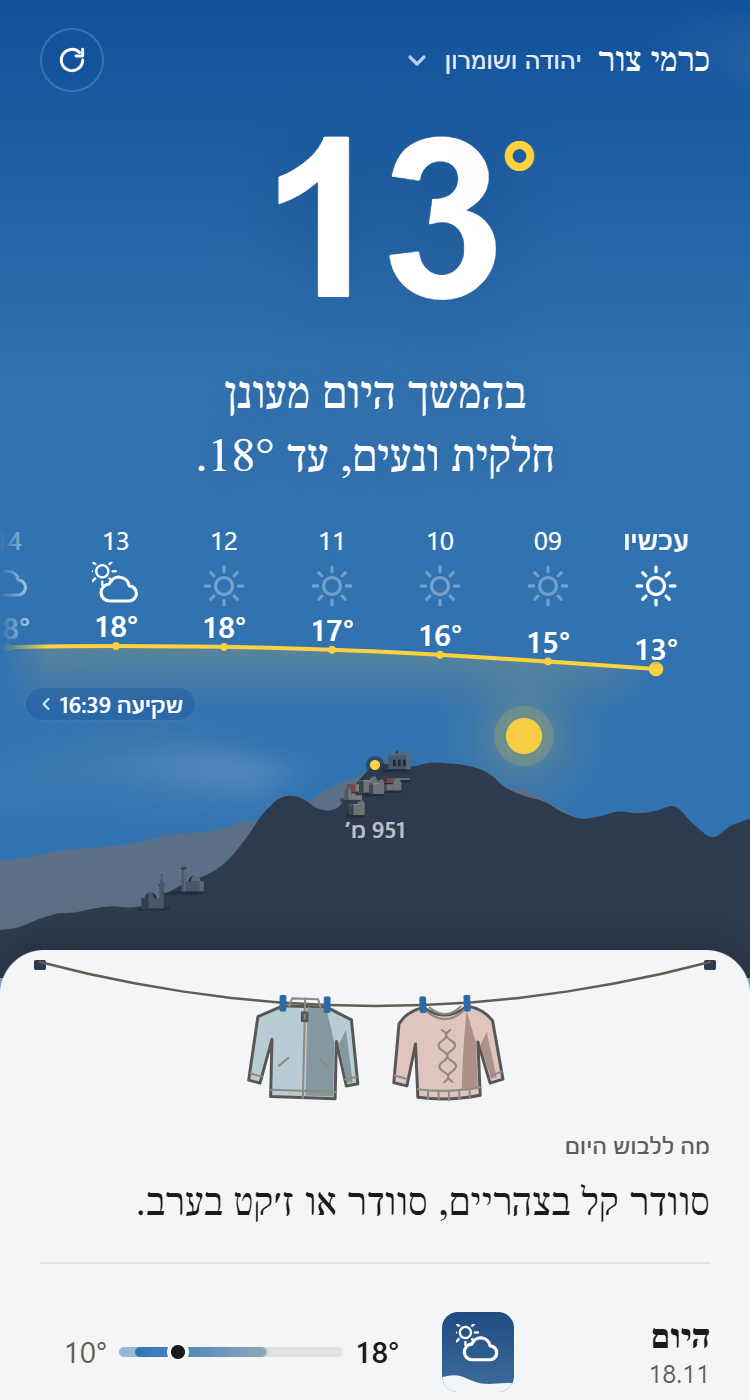 כרמי צור יהודה ושומרון
13°
בהמשך היום מעונן
חלקית ונעים, עד 18°.
עכשיו 09 10 11 12 13
13° 15° 16° 17° 18° 18°
שקיעה 16:39
951 מ׳
מה ללבוש היום
סוודר קל בצהריים, סוודר או ז׳קט בערב.
היום 18° 10°
18.11